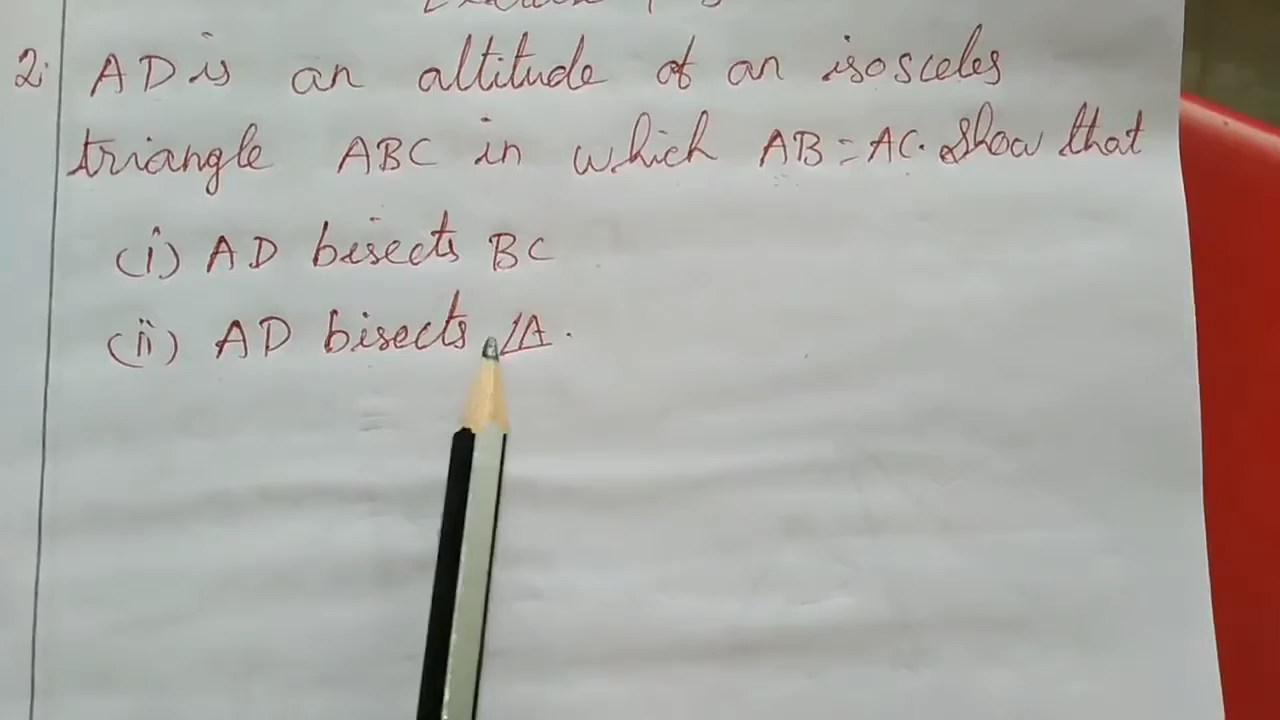 2. AD is an altitude of an isosceles
triangle ABC in which AB = AC. Show that
(i) AD bisects BC
(ii) AD bisects ∠A.